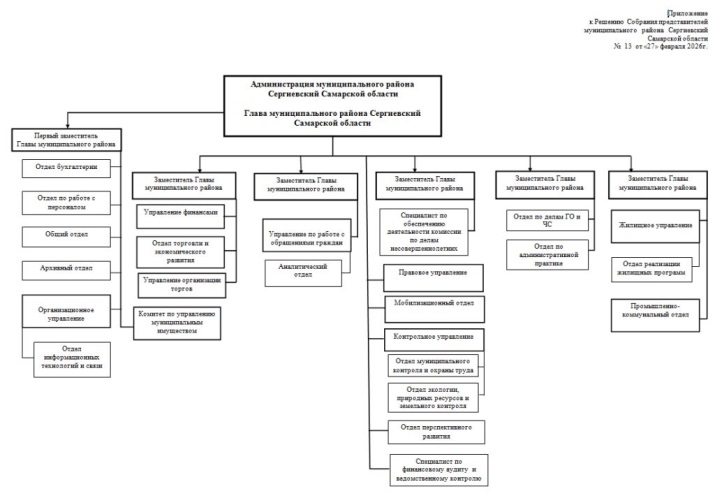 Приложение
к Решению Собрания представителей
муниципального района Сергиевский
Самарской области
№ 13 от «27» февраля 2026г.
Администрация муниципального района
Сергиевский Самарской области
Глава муниципального района Сергиевский
Самарской области
Первый заместитель
Главы муниципального района
Отдел бухгалтерии
Отдел по работе с
персоналом
Общий отдел
Архивный отдел
Организационное
управление
Отдел
информационных
технологий и связи
Заместитель Главы
муниципального района
Управление финансами
Отдел торговли и
экономического
развития
Управление организации
торгов
Комитет по управлению
муниципальным
имуществом
Заместитель Главы
муниципального района
Управление по работе с
обращениями граждан
Аналитический
отдел
Заместитель Главы
муниципального района
Специалист по
обеспечению
деятельности комиссии
по делам
несовершеннолетних
Правовое управление
Мобилизационный отдел
Контрольное управление
Отдел муниципального
контроля и охраны труда
Отдел экологии,
природных ресурсов и
земельного контроля
Отдел перспективного
развития
Специалист по
финансовому аудиту и
ведомственному контролю
Заместитель Главы
муниципального района
Отдел по делам ГО и
ЧС
Отдел по
административной
практике
Заместитель Главы
муниципального района
Жилищное управление
Отдел реализации
жилищных программ
Промышленно-
коммунальный отдел